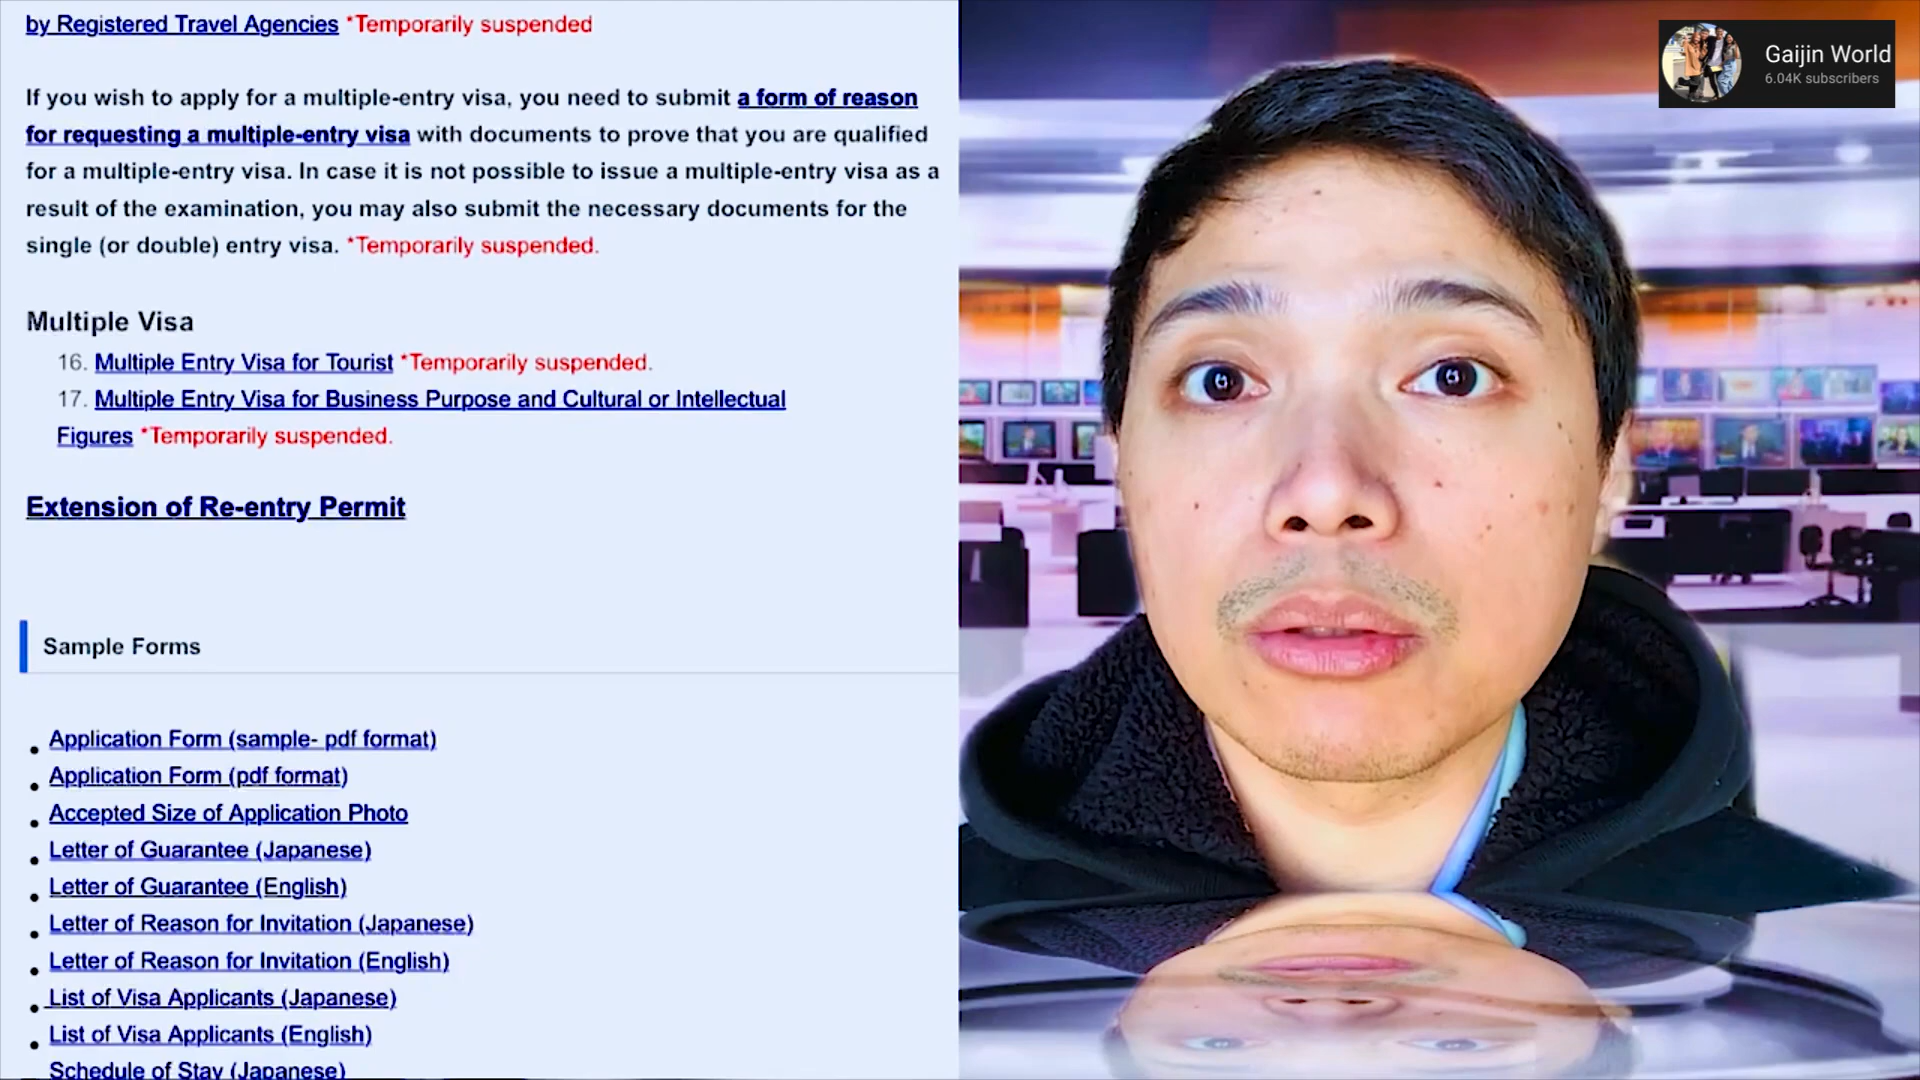 by Registered Travel Agencies *Temporarily suspended
If you wish to apply for a multiple-entry visa, you need to submit a form of reason
for requesting a multiple-entry visa with documents to prove that you are qualified
for a multiple-entry visa. In case it is not possible to issue a multiple-entry visa as a
result of the examination, you may also submit the necessary documents for the
single (or double) entry visa. *Temporarily suspended.
Multiple Visa
16. Multiple Entry Visa for Tourist *Temporarily suspended.
17. Multiple Entry Visa for Business Purpose and Cultural or Intellectual
Figures *Temporarily suspended.
Extension of Re-entry Permit
Sample Forms
Application Form (sample- pdf format)
Application Form (pdf format)
Accepted Size of Application Photo
Letter of Guarantee (Japanese)
Letter of Guarantee (English)
Letter of Reason for Invitation (Japanese)
Letter of Reason for Invitation (English)
List of Visa Applicants (Japanese)
List of Visa Applicants (English)
Schedule of Stay (Japanese)
Gaijin World
6.04K subscribers